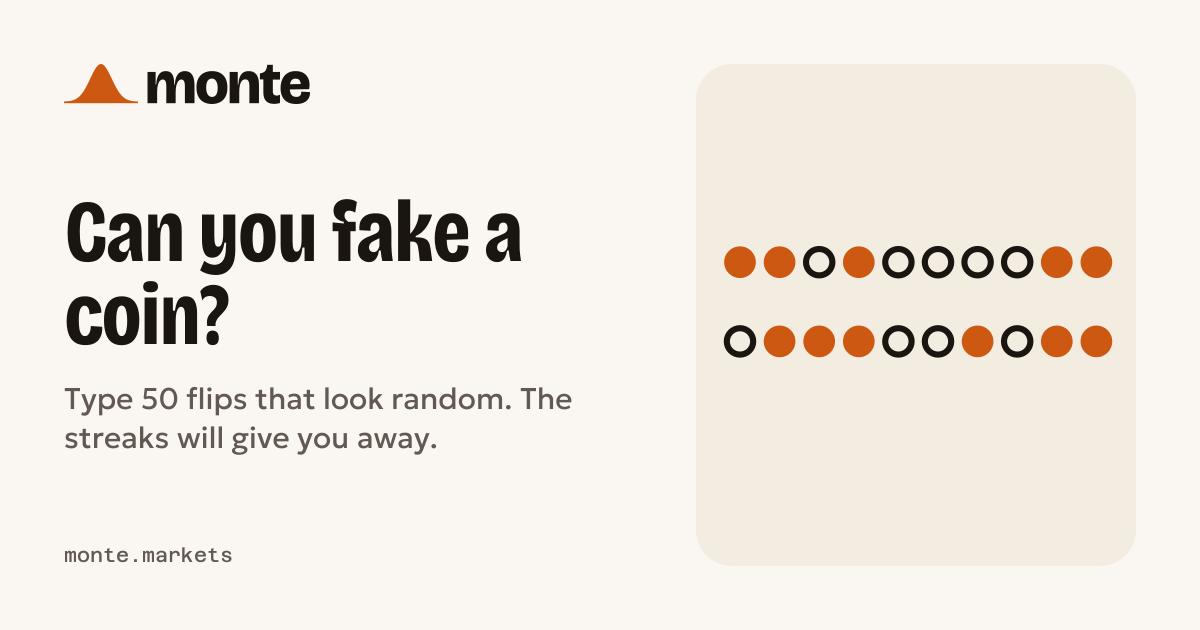 monte
Can you fake a
coin?
Type 50 flips that look random. The
streaks will give you away.
monte.markets